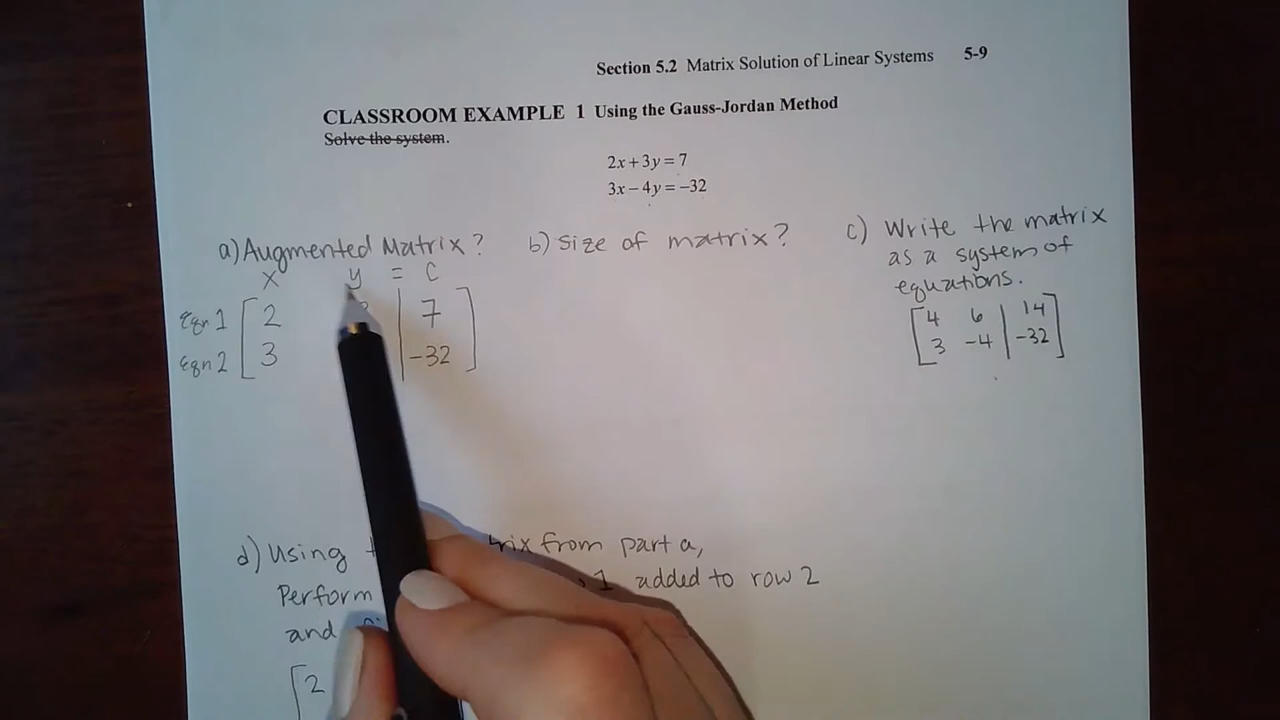 Section 5.2 Matrix Solution of Linear Systems 5-9
CLASSROOM EXAMPLE 1 Using the Gauss-Jordan Method
Solve the system.
2x + 3y = 7
3x − 4y = −32
a) Augmented Matrix?
x y = C
Eqn 1 [ 2 | 7 ]
Eqn 2 [ 3 | -32 ]
b) Size of matrix?
c) Write the matrix
as a system of
equations.
[ 4 6 | 14 ]
[ 3 -4 | -32 ]
d) Using from part a,
Perform 1 added to row 2
and
[ 2